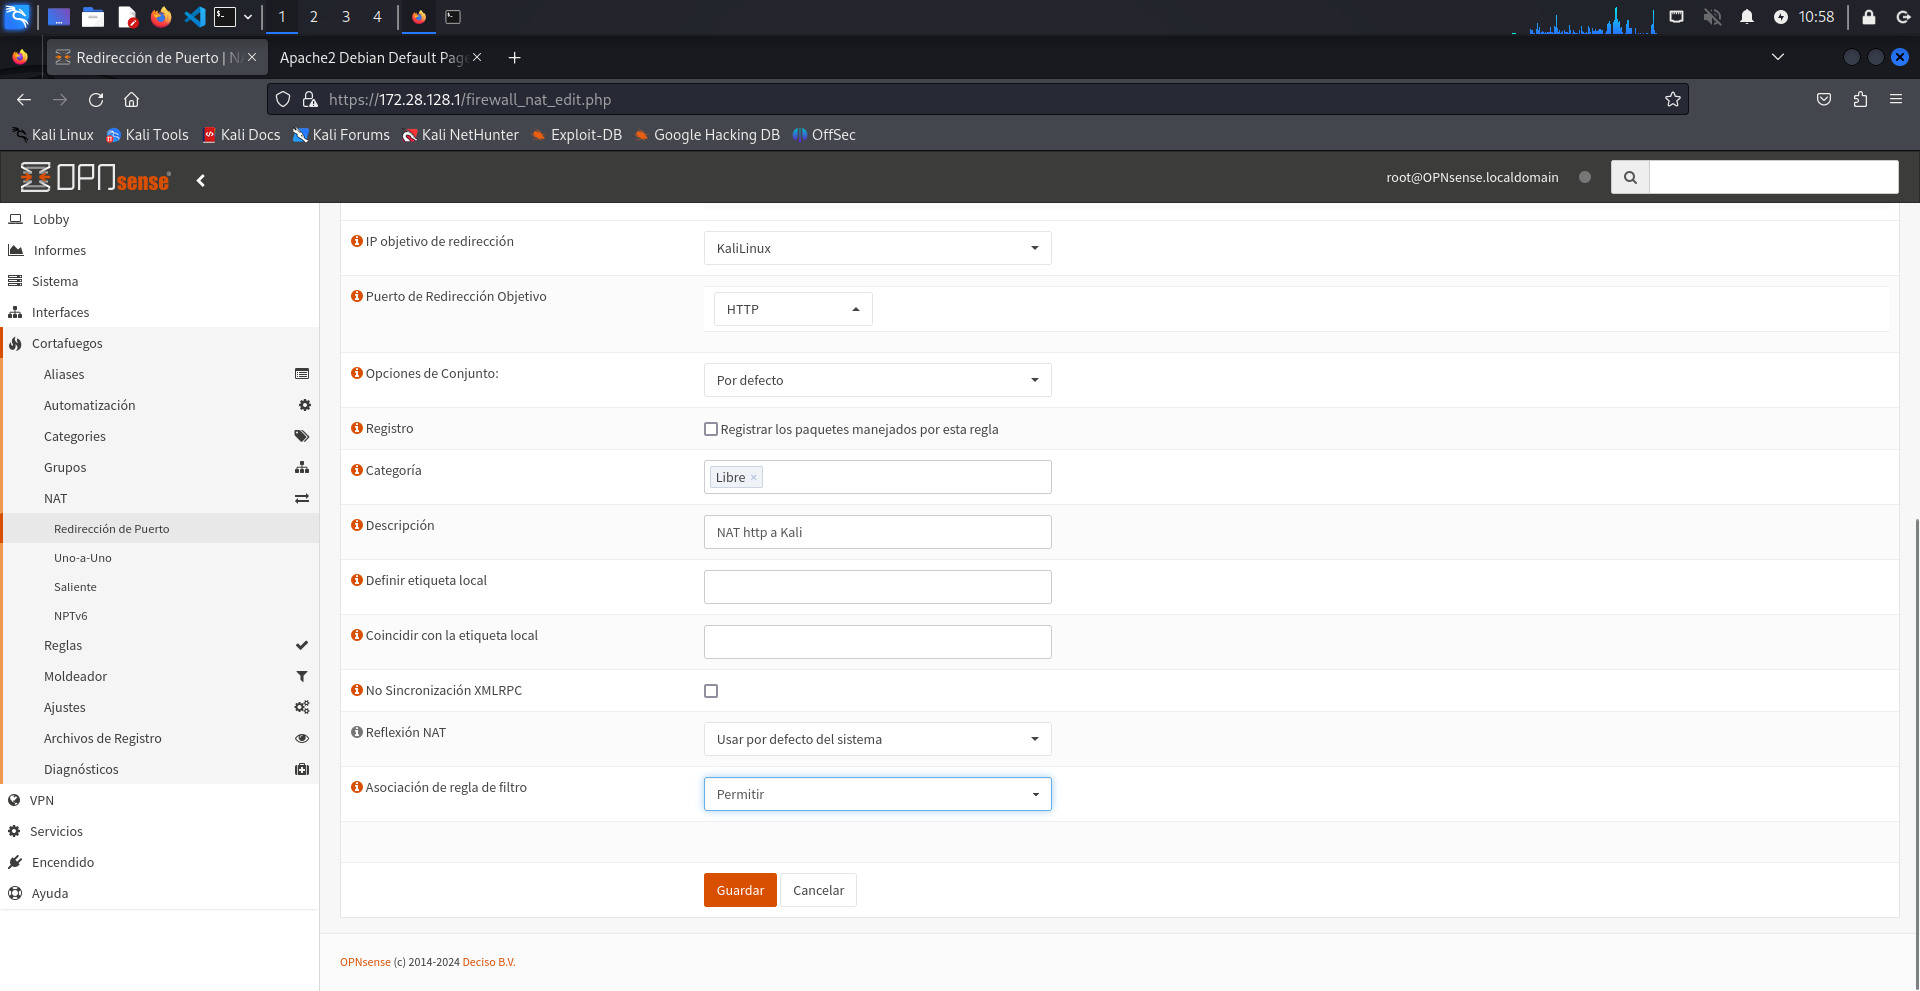 1 2 3 4 10:58
Redirección de Puerto | N
Apache2 Debian Default Pag
https://172.28.128.1/firewall_nat_edit.php
Kali Linux Kali Tools Kali Docs Kali Forums Kali NetHunter Exploit-DB Google Hacking DB OffSec
OPNsense root@OPNsense.localdomain
Lobby
Informes
Sistema
Interfaces
Cortafuegos
Aliases
Automatización
Categories
Grupos
NAT
Redirección de Puerto
Uno-a-Uno
Saliente
NPTv6
Reglas
Moldeador
Ajustes
Archivos de Registro
Diagnósticos
VPN
Servicios
Encendido
Ayuda
IP objetivo de redirección KaliLinux
Puerto de Redirección Objetivo HTTP
Opciones de Conjunto: Por defecto
Registro Registrar los paquetes manejados por esta regla
Categoría Libre ×
Descripción NAT http a Kali
Definir etiqueta local
Coincidir con la etiqueta local
No Sincronización XMLRPC
Reflexión NAT Usar por defecto del sistema
Asociación de regla de filtro Permitir
Guardar Cancelar
OPNsense (c) 2014-2024 Deciso B.V.